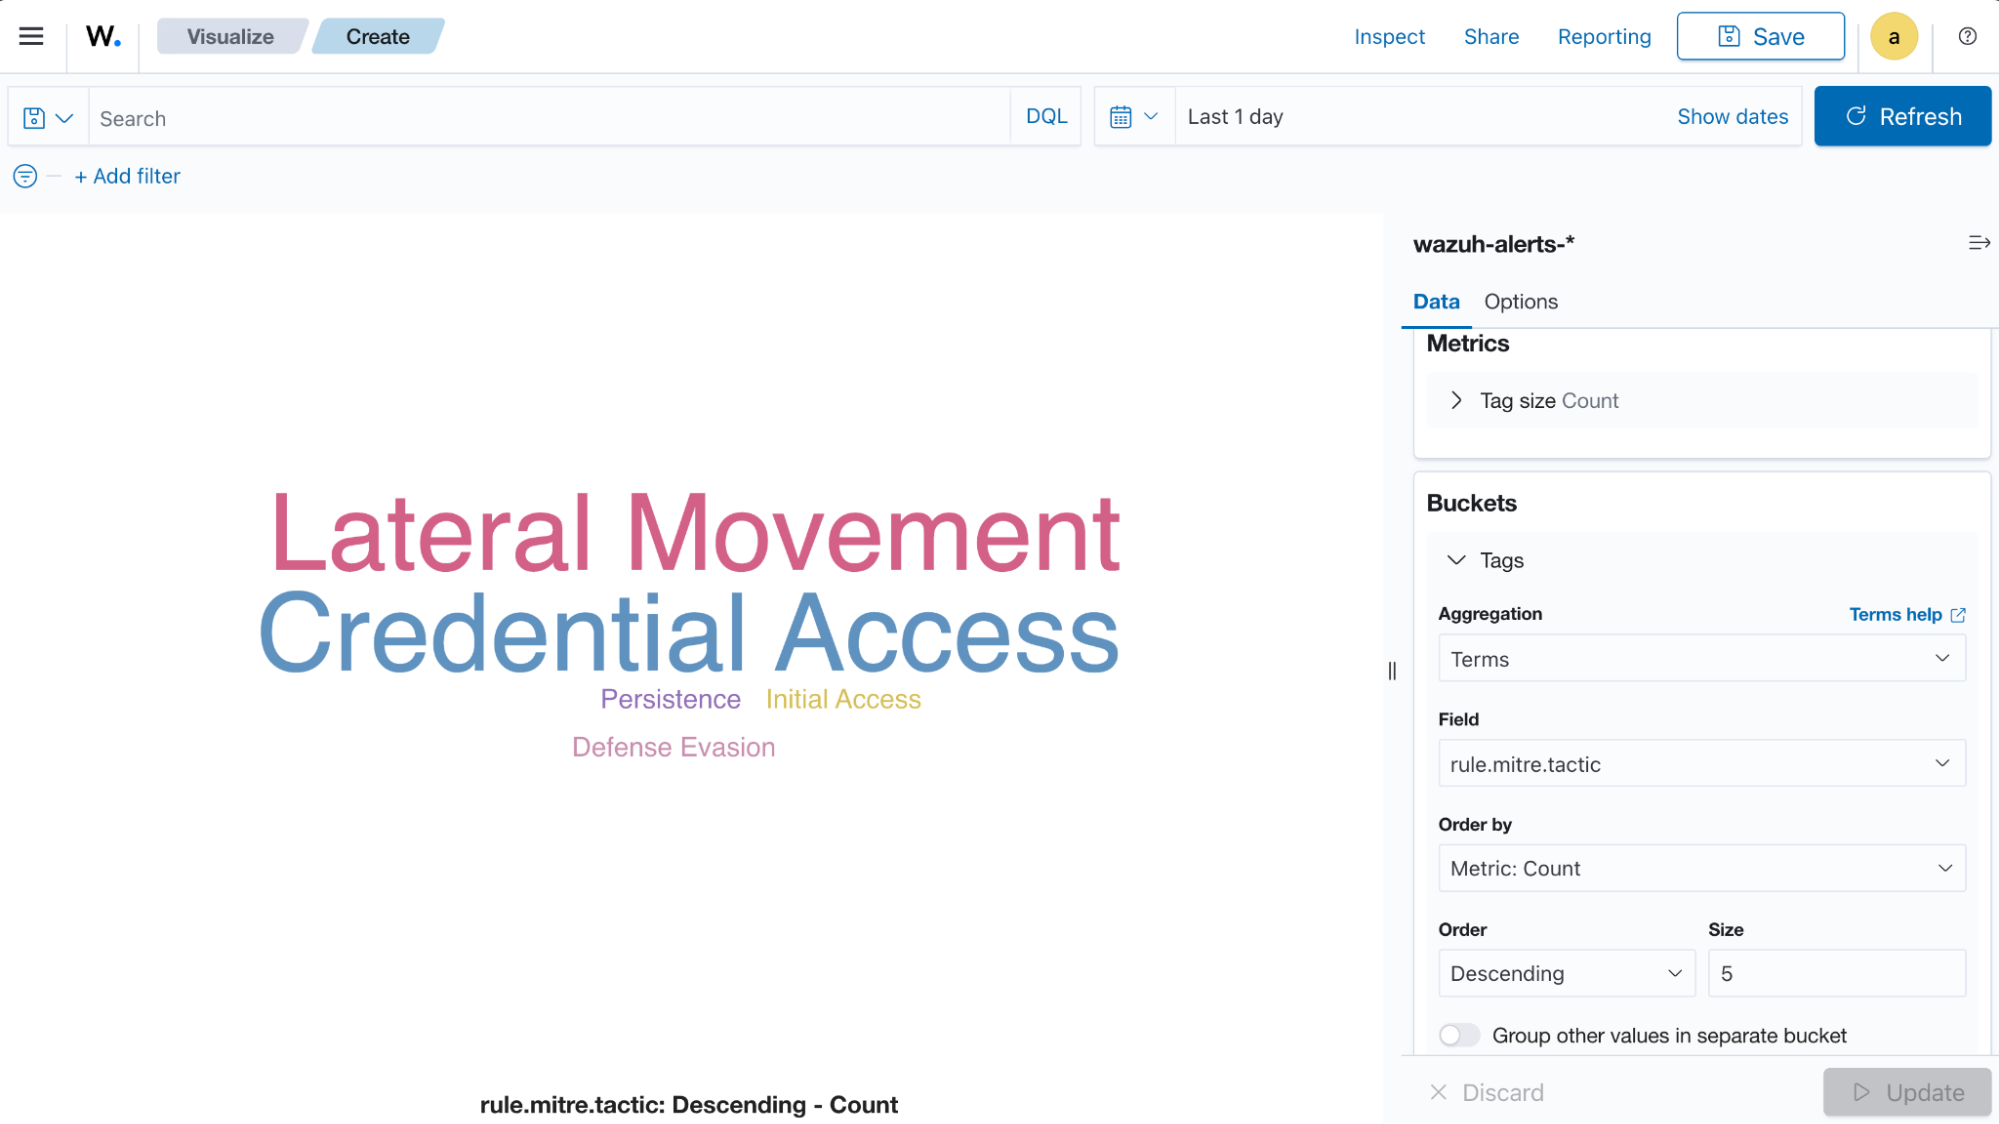 W.
Visualize
Create
Inspect
Share
Reporting
Save
a
Search
DQL
Last 1 day
Show dates
Refresh
+ Add filter
wazuh-alerts-*
Data
Options
Metrics
Tag size Count
Buckets
Tags
Aggregation
Terms help
Terms
Field
rule.mitre.tactic
Order by
Metric: Count
Order
Size
Descending
5
Group other values in separate bucket
Discard
Update
Lateral Movement
Credential Access
Persistence
Initial Access
Defense Evasion
rule.mitre.tactic: Descending - Count